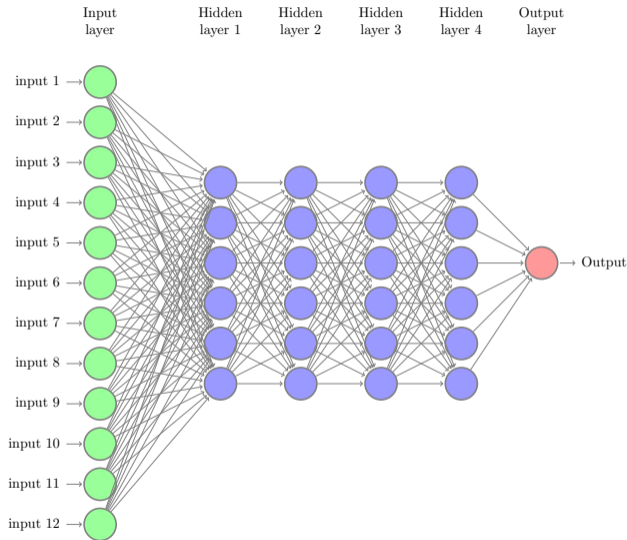 Input layer
Hidden layer 1
Hidden layer 2
Hidden layer 3
Hidden layer 4
Output layer
input 1
input 2
input 3
input 4
input 5
input 6
input 7
input 8
input 9
input 10
input 11
input 12
Output